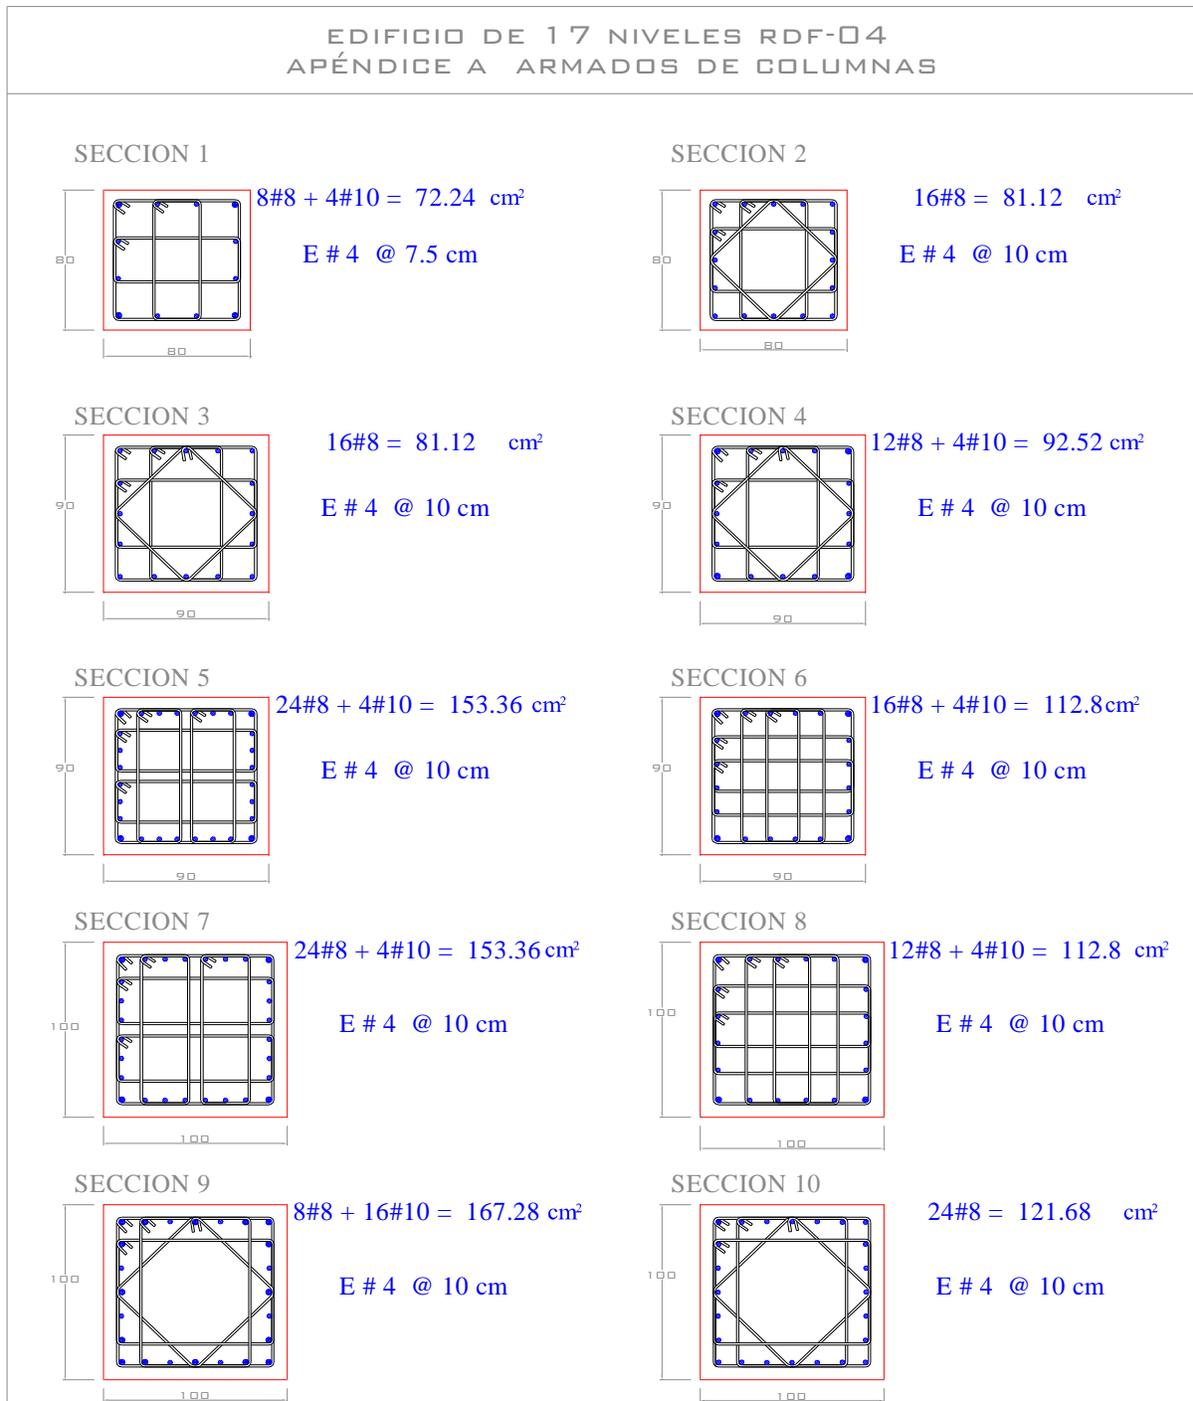 EDIFICIO DE 17 NIVELES RDF-04
APÉNDICE A ARMADOS DE COLUMNAS
SECCION 1
8#8 + 4#10 = 72.24 cm²
E # 4 @ 7.5 cm
80
80
SECCION 2
16#8 = 81.12 cm²
E # 4 @ 10 cm
80
80
SECCION 3
16#8 = 81.12 cm²
E # 4 @ 10 cm
90
90
SECCION 4
12#8 + 4#10 = 92.52 cm²
E # 4 @ 10 cm
90
90
SECCION 5
24#8 + 4#10 = 153.36 cm²
E # 4 @ 10 cm
90
90
SECCION 6
16#8 + 4#10 = 112.8 cm²
E # 4 @ 10 cm
90
90
SECCION 7
24#8 + 4#10 = 153.36 cm²
E # 4 @ 10 cm
100
100
SECCION 8
12#8 + 4#10 = 112.8 cm²
E # 4 @ 10 cm
100
100
SECCION 9
8#8 + 16#10 = 167.28 cm²
E # 4 @ 10 cm
100
100
SECCION 10
24#8 = 121.68 cm²
E # 4 @ 10 cm
100
100